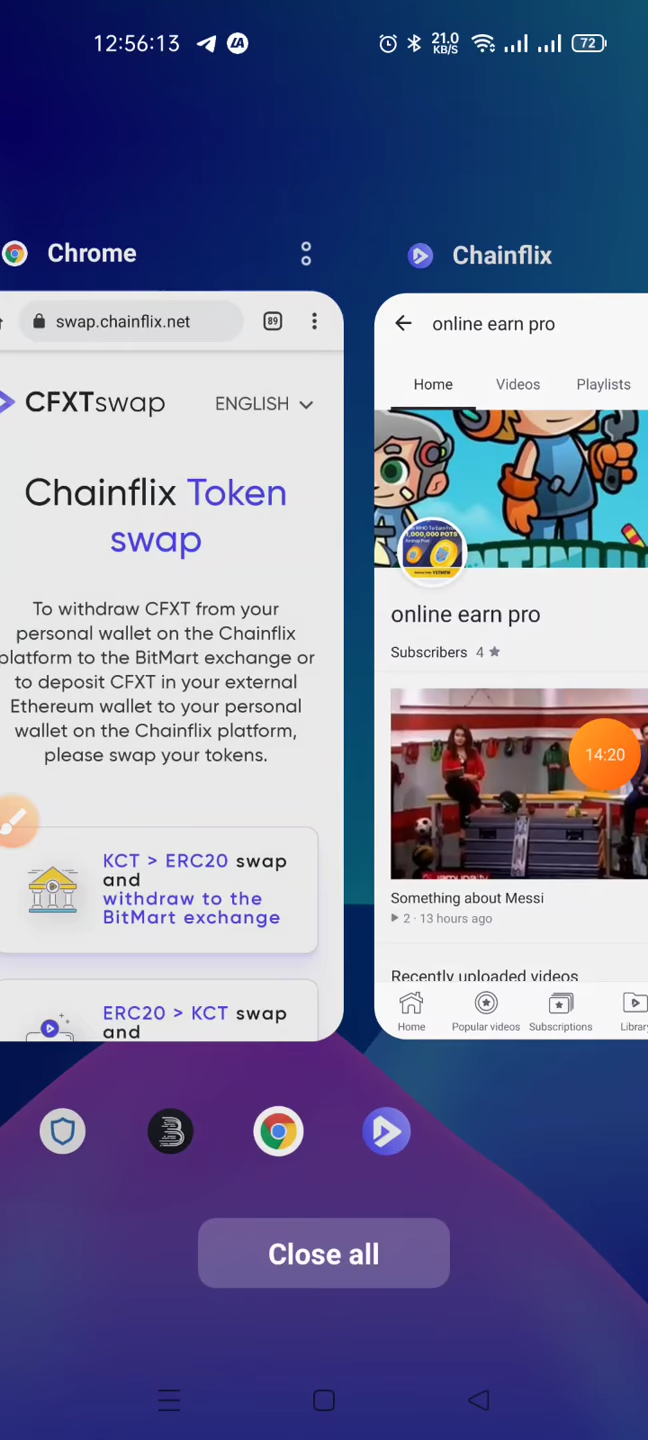 12:56:13
21.0
KB/S
72
Chrome
swap.chainflix.net
89
CFXTswap
ENGLISH
Chainflix Token
swap
To withdraw CFXT from your
personal wallet on the Chainflix
platform to the BitMart exchange or
to deposit CFXT in your external
Ethereum wallet to your personal
wallet on the Chainflix platform,
please swap your tokens.
KCT > ERC20 swap
and
withdraw to the
BitMart exchange
ERC20 > KCT swap
and
Chainflix
online earn pro
Home Videos Playlists
1,000,000 POTS
online earn pro
Subscribers 4
14:20
Something about Messi
2 · 13 hours ago
Recently uploaded videos
Home Popular videos Subscriptions Library
Close all